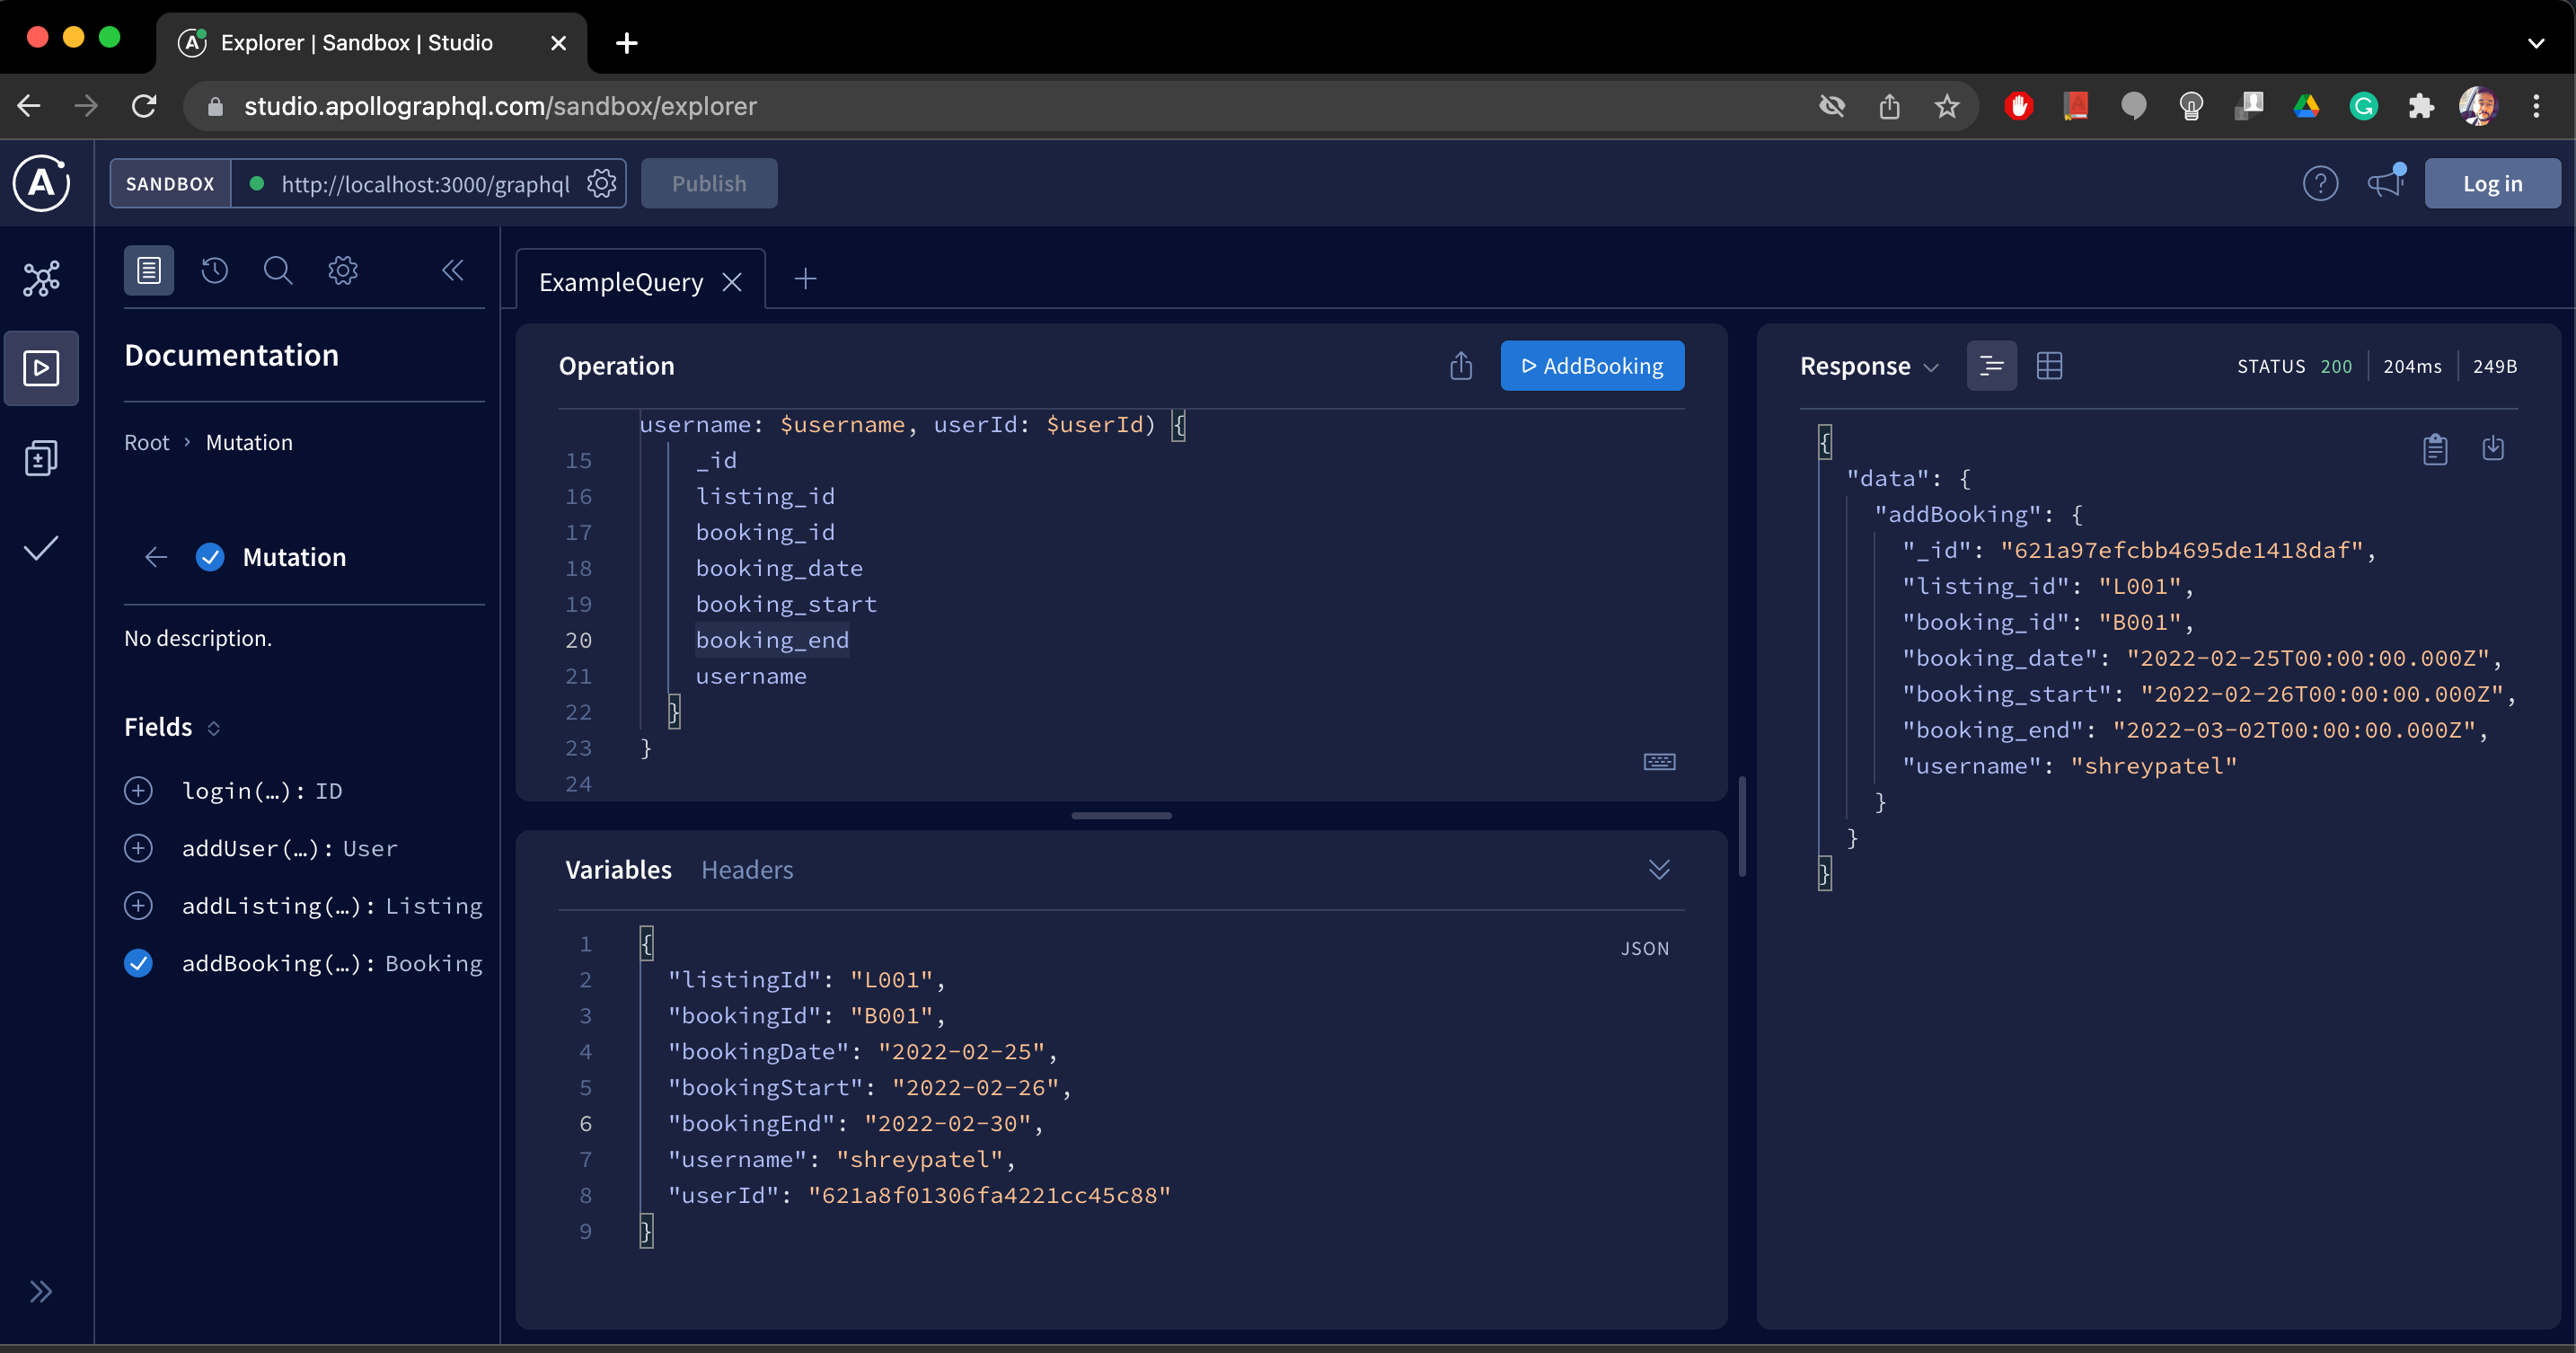 Explorer | Sandbox | Studio
studio.apollographql.com/sandbox/explorer
SANDBOX http://localhost:3000/graphql Publish
Log in
Documentation
Root › Mutation
Mutation
No description.
Fields
login(…): ID
addUser(…): User
addListing(…): Listing
addBooking(…): Booking
ExampleQuery
Operation
AddBooking
username: $username, userId: $userId) {
15 _id
16 listing_id
17 booking_id
18 booking_date
19 booking_start
20 booking_end
21 username
22 }
23 }
24
Variables Headers
JSON
1 {
2 "listingId": "L001",
3 "bookingId": "B001",
4 "bookingDate": "2022-02-25",
5 "bookingStart": "2022-02-26",
6 "bookingEnd": "2022-02-30",
7 "username": "shreypatel",
8 "userId": "621a8f01306fa4221cc45c88"
9 }
Response STATUS 200 204ms 249B
{
"data": {
"addBooking": {
"_id": "621a97efcbb4695de1418daf",
"listing_id": "L001",
"booking_id": "B001",
"booking_date": "2022-02-25T00:00:00.000Z",
"booking_start": "2022-02-26T00:00:00.000Z",
"booking_end": "2022-03-02T00:00:00.000Z",
"username": "shreypatel"
}
}
}